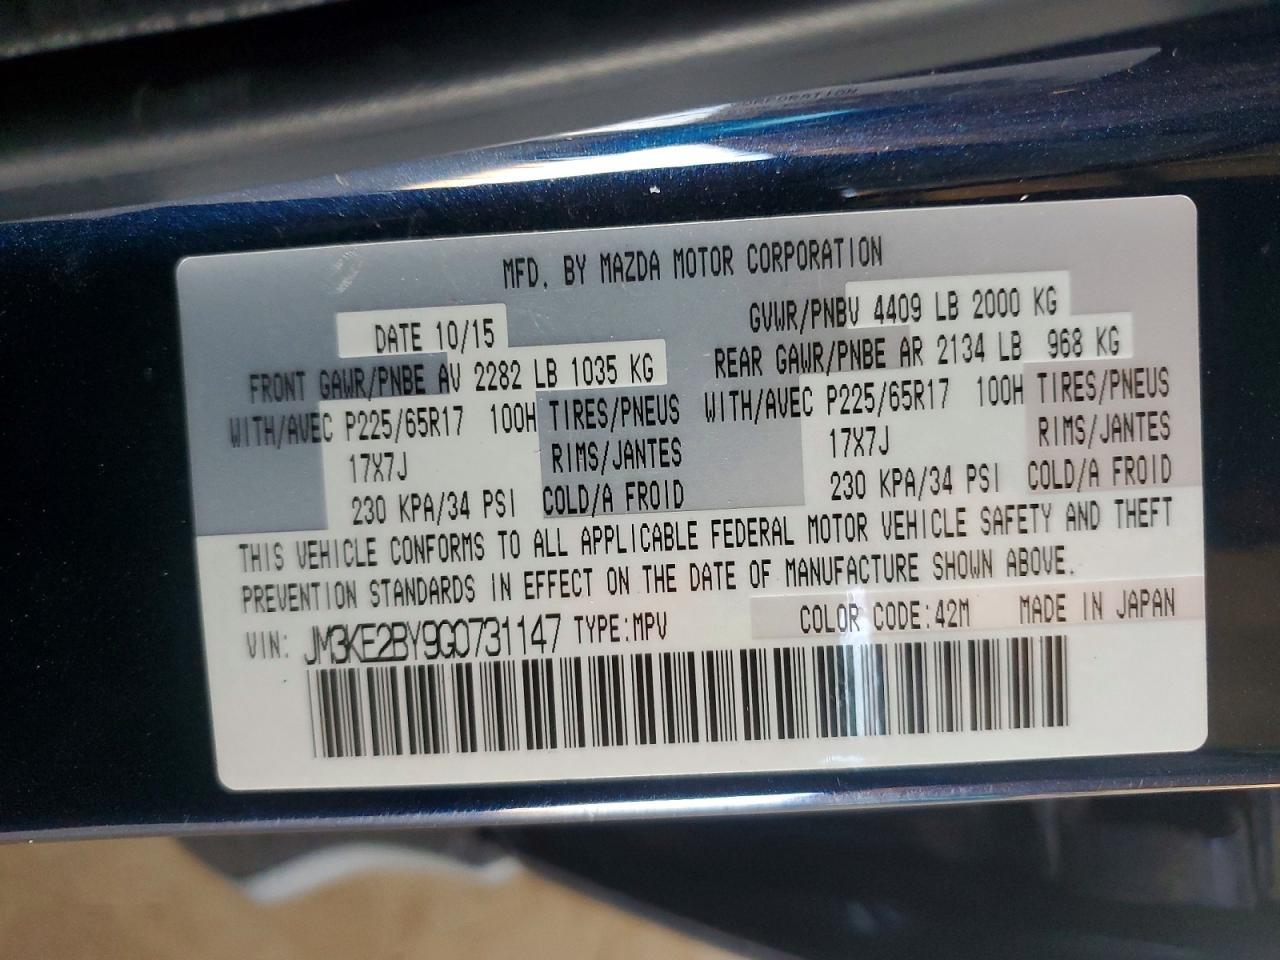 MFD. BY MAZDA MOTOR CORPORATION
DATE 10/15 GVWR/PNBV 4409 LB 2000 KG
FRONT GAWR/PNBE AV 2282 LB 1035 KG REAR GAWR/PNBE AR 2134 LB 968 KG
WITH/AVEC P225/65R17 100H TIRES/PNEUS WITH/AVEC P225/65R17 100H TIRES/PNEUS
17X7J RIMS/JANTES 17X7J RIMS/JANTES
230 KPA/34 PSI COLD/A FROID 230 KPA/34 PSI COLD/A FROID
THIS VEHICLE CONFORMS TO ALL APPLICABLE FEDERAL MOTOR VEHICLE SAFETY AND THEFT
PREVENTION STANDARDS IN EFFECT ON THE DATE OF MANUFACTURE SHOWN ABOVE.
VIN: JM3KE2BY9G0731147 TYPE:MPV COLOR CODE:42M MADE IN JAPAN